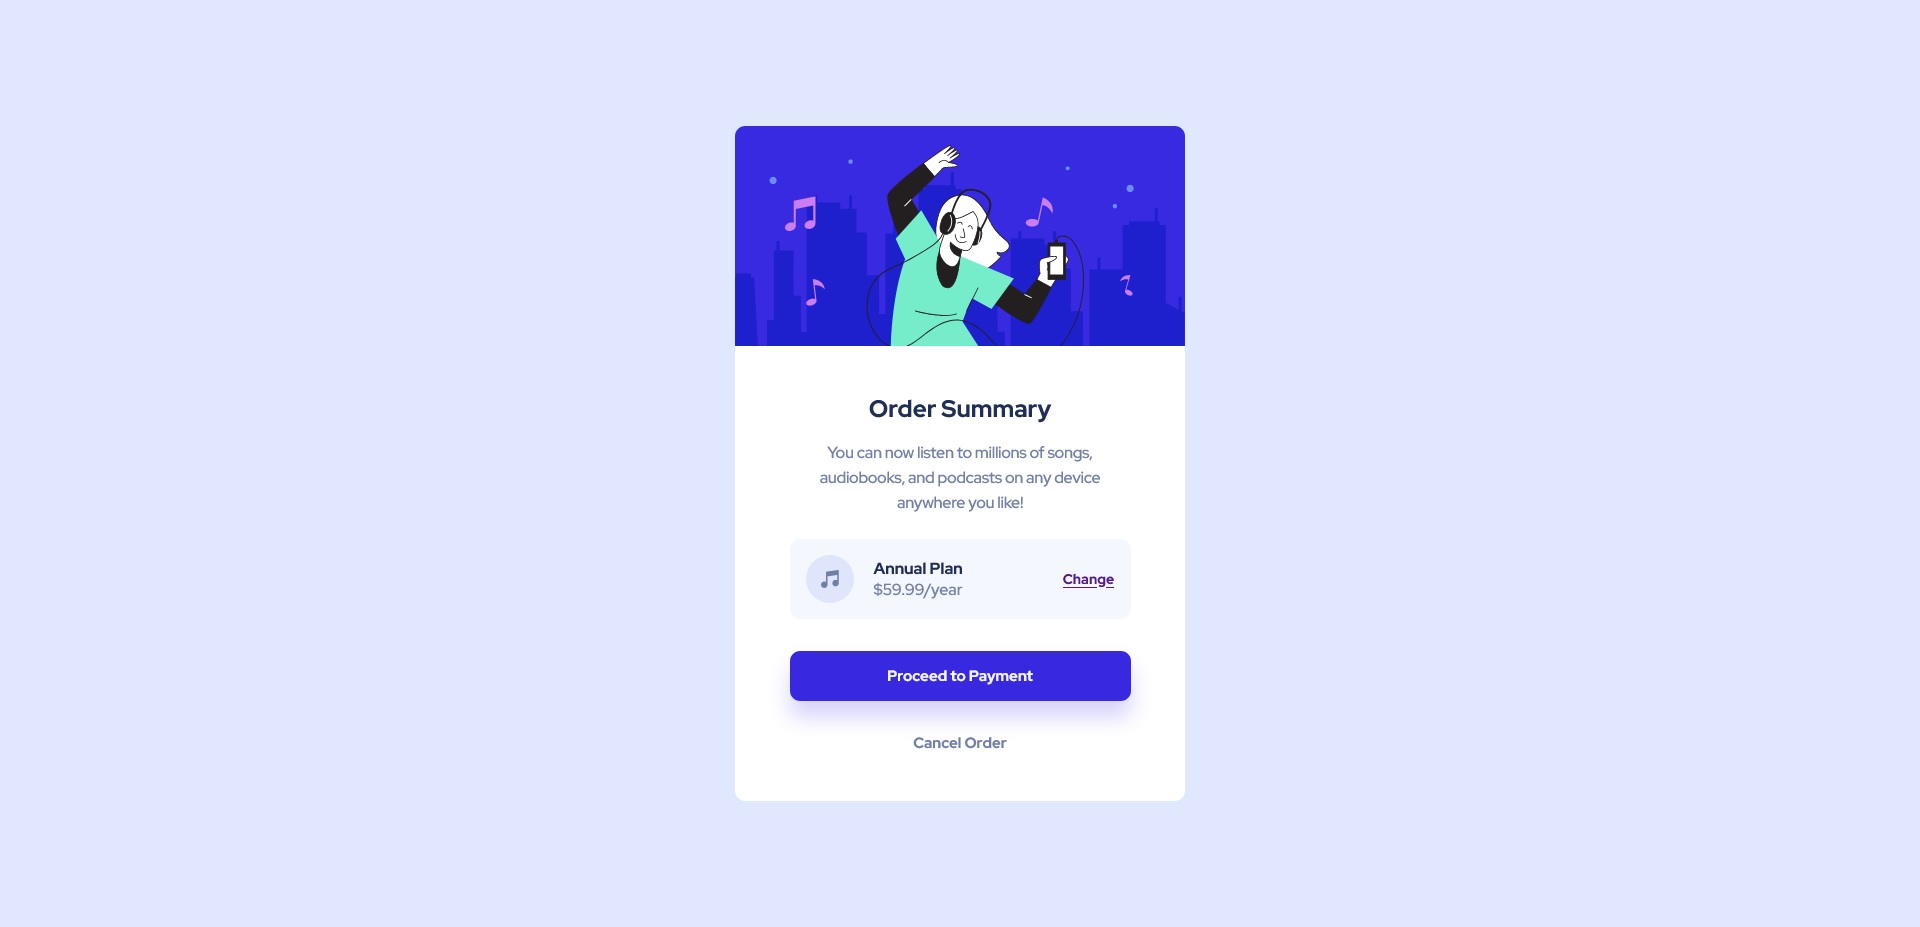 Order Summary
You can now listen to millions of songs,
audiobooks, and podcasts on any device
anywhere you like!
Annual Plan
$59.99/year
Change
Proceed to Payment
Cancel Order